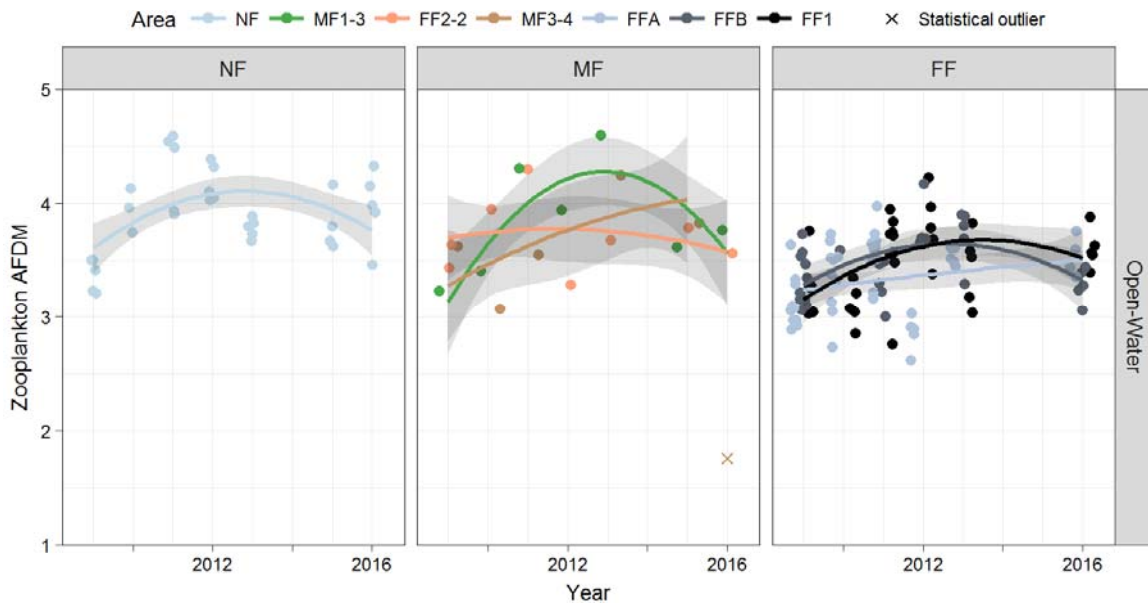 Area NF MF1-3 FF2-2 MF3-4 FFA FFB FF1 × Statistical outlier
NF MF FF
5
4
3
2
1
Zooplankton AFDM
Open-Water
2012 2016 2012 2016 2012 2016
Year